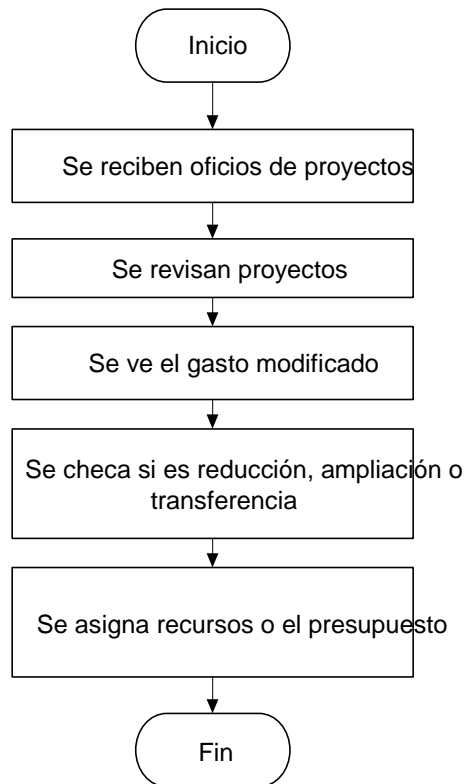 Inicio
Se reciben oficios de proyectos
Se revisan proyectos
Se ve el gasto modificado
Se checa si es reducción, ampliación o
transferencia
Se asigna recursos o el presupuesto
Fin